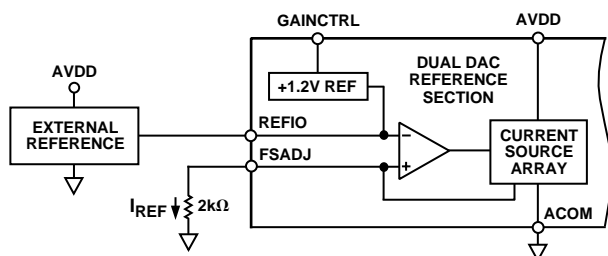 GAINCTRL
AVDD
AVDD
DUAL DAC
REFERENCE
SECTION
+1.2V REF
EXTERNAL
REFERENCE
REFIO
CURRENT
SOURCE
ARRAY
FSADJ
IREF
2kΩ
ACOM
−
+